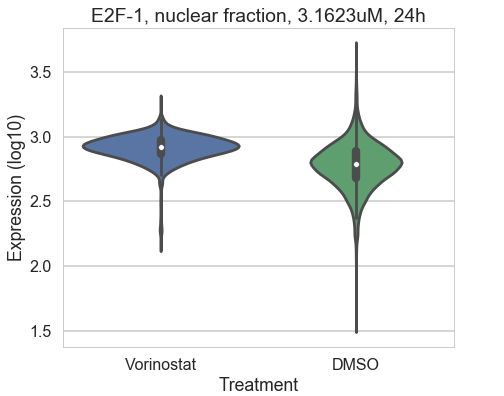 E2F-1, nuclear fraction, 3.1623uM, 24h
Expression (log10)
3.5
3.0
2.5
2.0
1.5
Vorinostat DMSO
Treatment